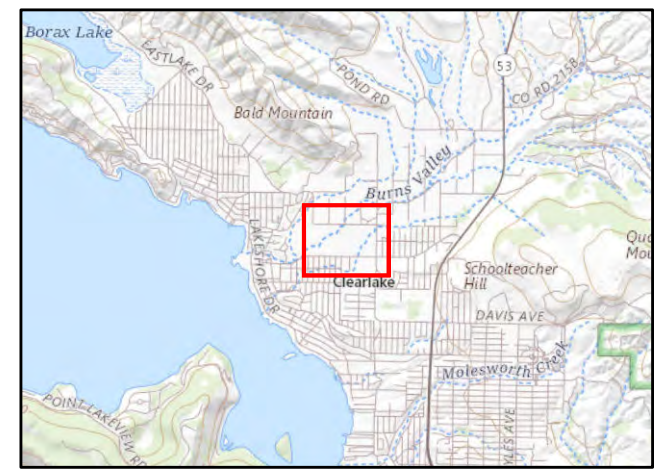 Borax Lake
EASTLAKE DR
POND RD
53
CO RD 215B
Bald Mountain
Burns Valley
LAKESHORE DR
Clearlake
Schoolteacher
Hill
DAVIS AVE
Molesworth Creek
POINT LAKEVIEW RD